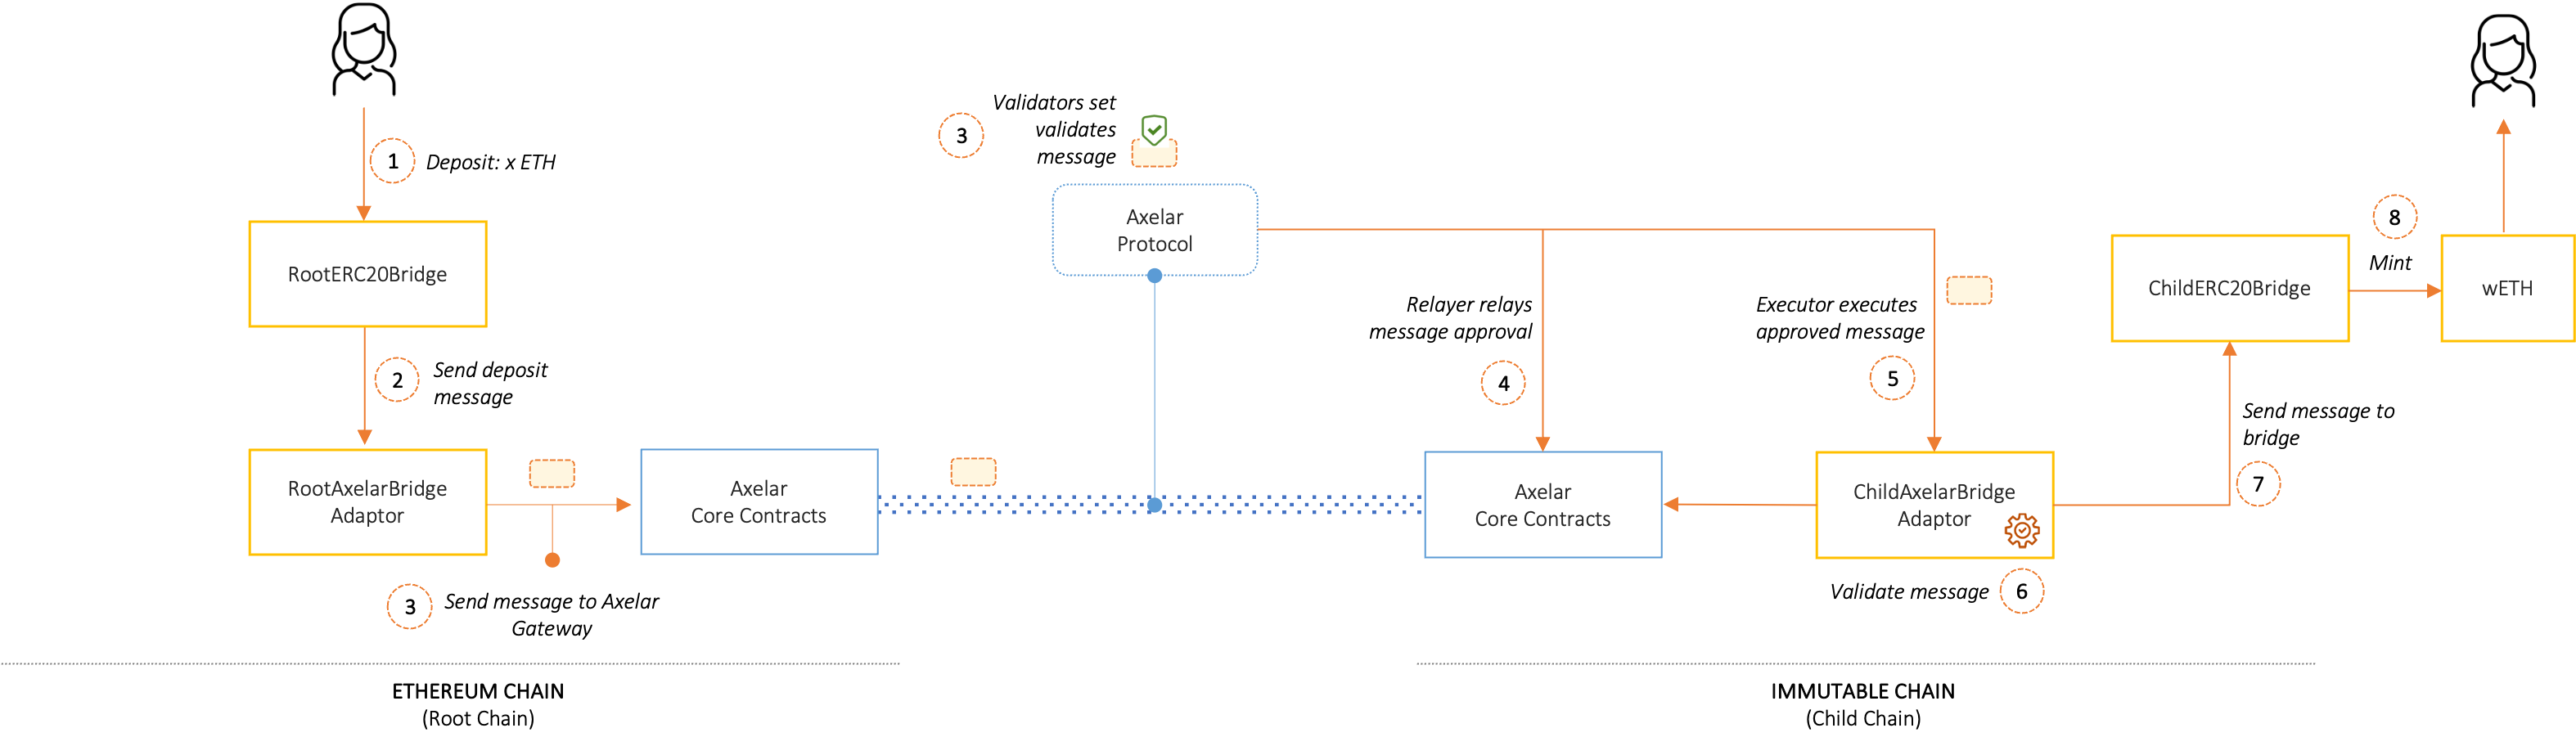 1
Deposit: x ETH
RootERC20Bridge
2
Send deposit
message
RootAxelarBridge
Adaptor
3
Send message to Axelar
Gateway
Axelar
Core Contracts
3
Validators set
validates
message
Axelar
Protocol
Relayer relays
message approval
4
Executor executes
approved message
5
Axelar
Core Contracts
ChildAxelarBridge
Adaptor
Validate message
6
Send message to
bridge
7
ChildERC20Bridge
8
Mint
wETH
ETHEREUM CHAIN
(Root Chain)
IMMUTABLE CHAIN
(Child Chain)